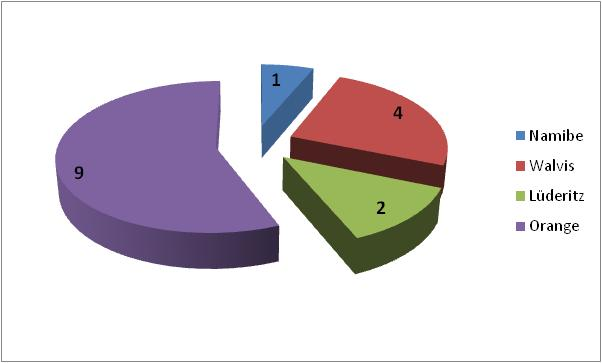 1
4
2
9
Namibe
Walvis
Lüderitz
Orange